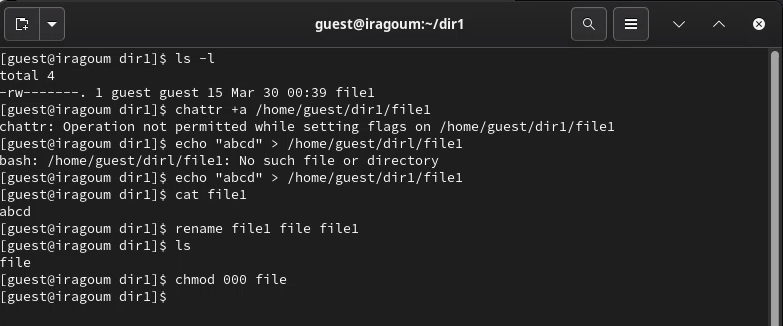 guest@iragoum:~/dir1
[guest@iragoum dir1]$ ls -l
total 4
-rw-------. 1 guest guest 15 Mar 30 00:39 file1
[guest@iragoum dir1]$ chattr +a /home/guest/dir1/file1
chattr: Operation not permitted while setting flags on /home/guest/dir1/file1
[guest@iragoum dir1]$ echo "abcd" > /home/guest/dirl/file1
bash: /home/guest/dirl/file1: No such file or directory
[guest@iragoum dir1]$ echo "abcd" > /home/guest/dir1/file1
[guest@iragoum dir1]$ cat file1
abcd
[guest@iragoum dir1]$ rename file1 file file1
[guest@iragoum dir1]$ ls
file
[guest@iragoum dir1]$ chmod 000 file
[guest@iragoum dir1]$